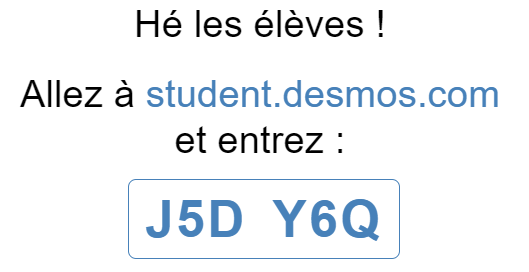 Hé les élèves !
Allez à student.desmos.com
et entrez :
J5D Y6Q